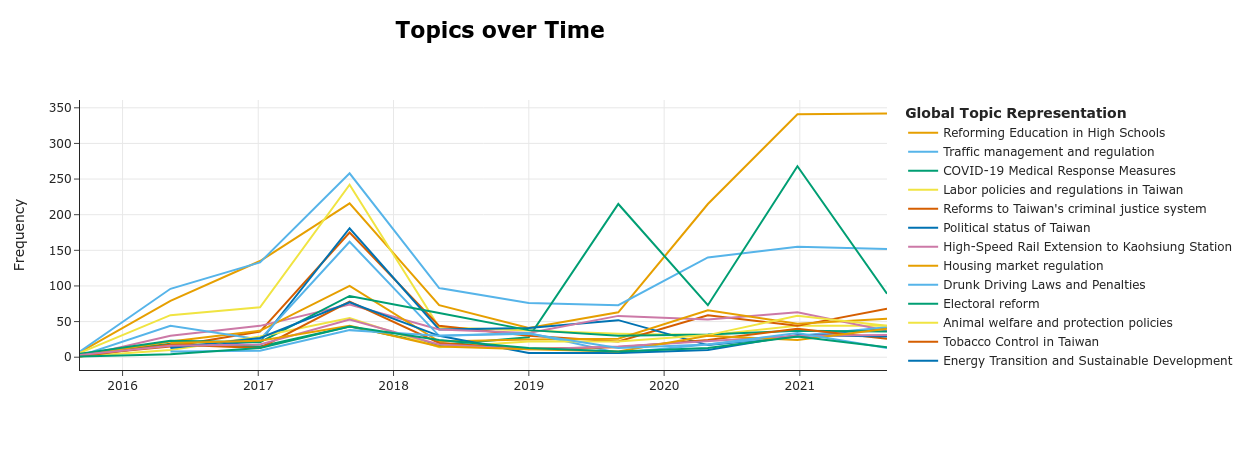 Topics over Time
Frequency
350
300
250
200
150
100
50
0
2016
2017
2018
2019
2020
2021
Global Topic Representation
Reforming Education in High Schools
Traffic management and regulation
COVID-19 Medical Response Measures
Labor policies and regulations in Taiwan
Reforms to Taiwan's criminal justice system
Political status of Taiwan
High-Speed Rail Extension to Kaohsiung Station
Housing market regulation
Drunk Driving Laws and Penalties
Electoral reform
Animal welfare and protection policies
Tobacco Control in Taiwan
Energy Transition and Sustainable Development